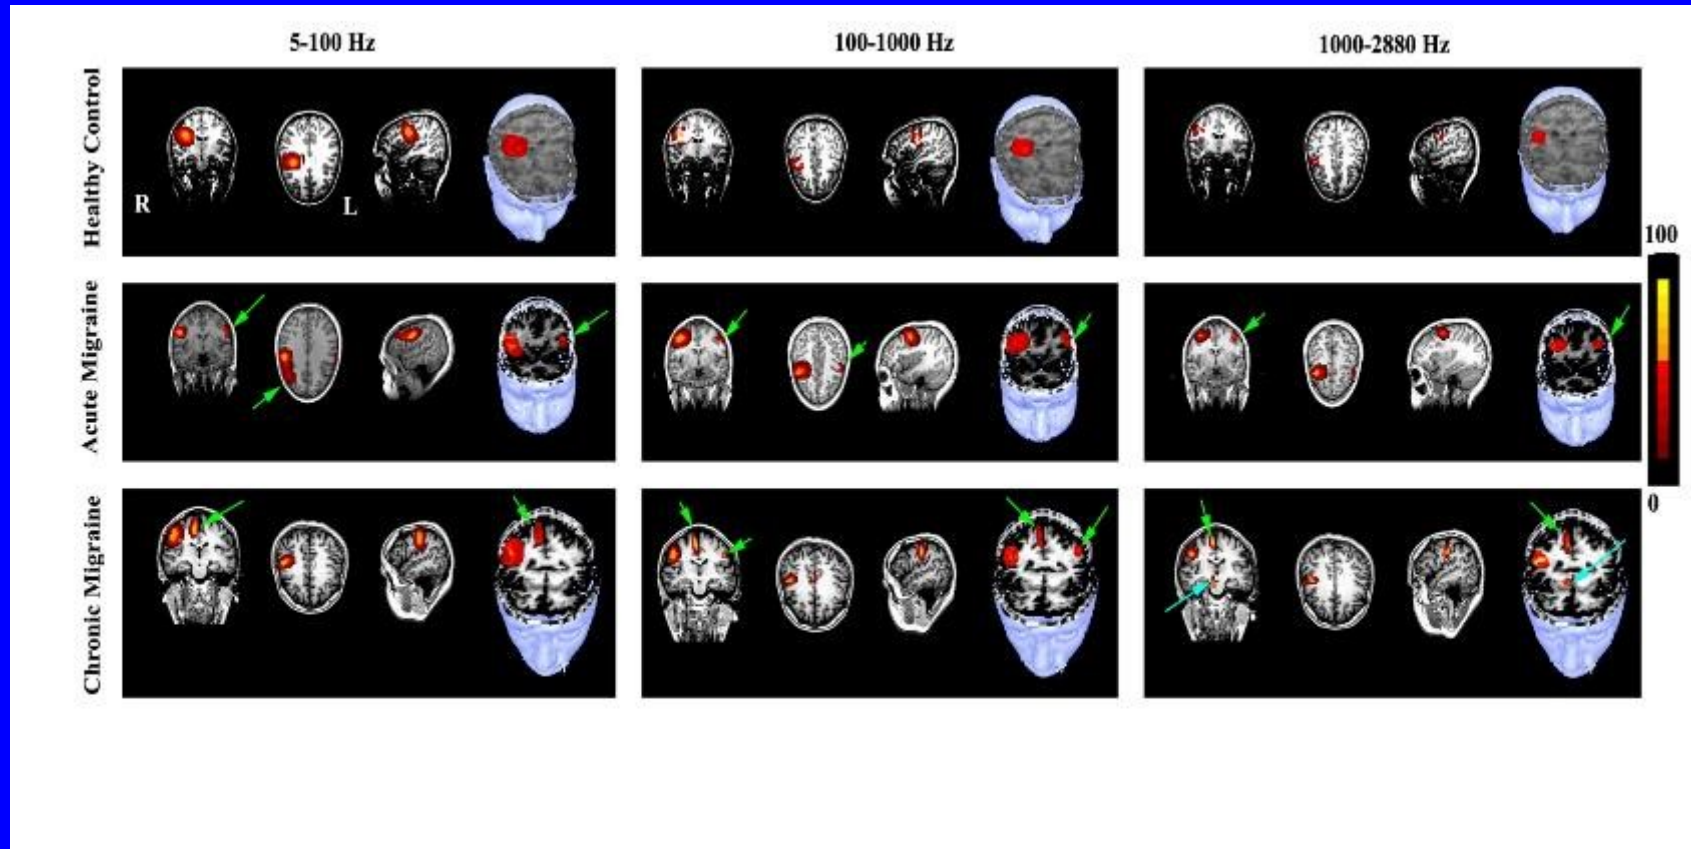 5-100 Hz
100-1000 Hz
1000-2880 Hz
Healthy Control
R
L
100
Acute Migraine
0
Chronic Migraine